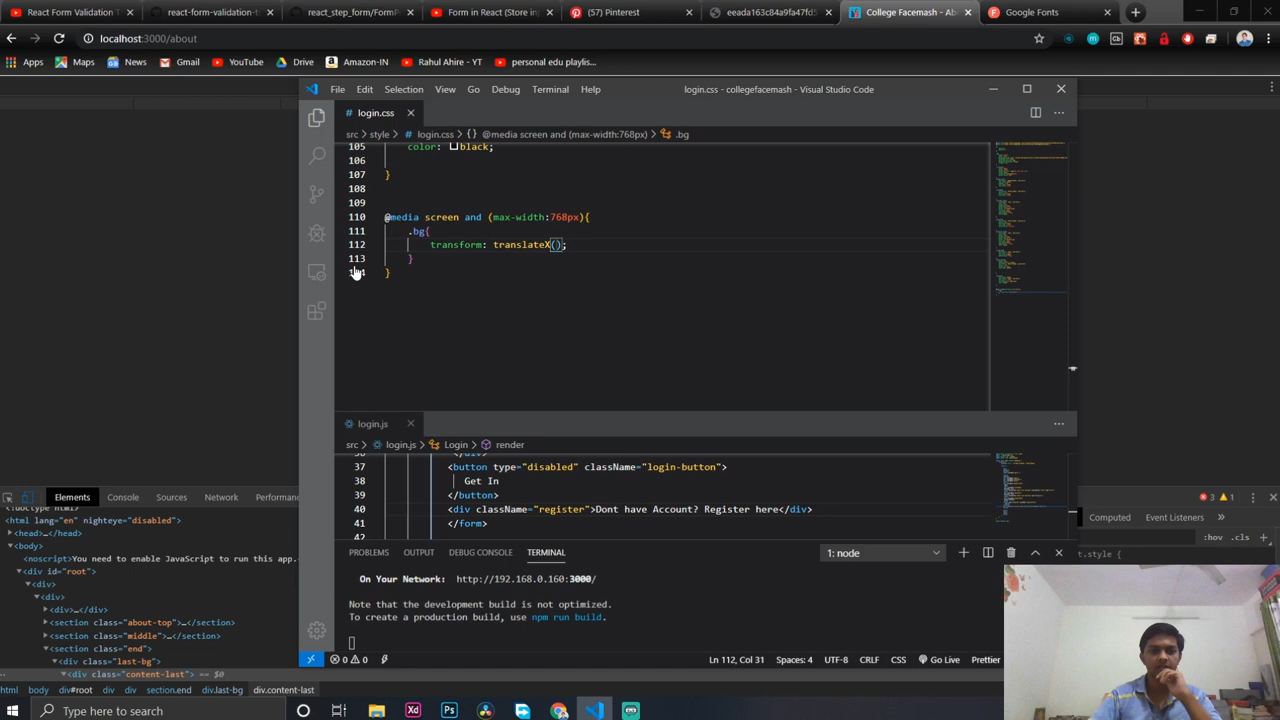 React Form Validation T
react-form-validation-t
react_step_form/FormP
Form in React (Store in
(57) Pinterest
eeada163c84a9fa47fd5
College Facemash - Ab
Google Fonts
localhost:3000/about
Apps
Maps
News
Gmail
YouTube
Drive
Amazon-IN
Rahul Ahire - YT
personal edu playlis...
File Edit Selection View Go Debug Terminal Help
login.css - collegefacemash - Visual Studio Code
login.css
src > style > # login.css > {} @media screen and (max-width:768px) > .bg
105 color: black;
106
107 }
108
109
110 @media screen and (max-width:768px){
111 .bg{
112 transform: translateX();
113 }
}
login.js
src > login.js > Login > render
37 <button type="disabled" className="login-button">
38 Get In
39 </button>
40 <div className="register">Dont have Account? Register here</div>
41 </form>
42
PROBLEMS OUTPUT DEBUG CONSOLE TERMINAL
1: node
On Your Network: http://192.168.0.160:3000/
Note that the development build is not optimized.
To create a production build, use npm run build.
0 0
Ln 112, Col 31 Spaces: 4 UTF-8 CRLF CSS Go Live Prettier
Elements Console Sources Network Performan
3 1
<!doctype html>
<html lang="en" nighteye="disabled">
<head>…</head>
<body>
<noscript>You need to enable JavaScript to run this app.
<div id="root">
<div>
<div>
<div>…</div>
<section class="about-top">…</section>
<section class="middle">…</section>
<section class="end">
<div class="last-bg">
<div class="content-last"> == $0
html body div#root div div section.end div.last-bg div.content-last
Computed Event Listeners »
:hov .cls +
.style {
Type here to search